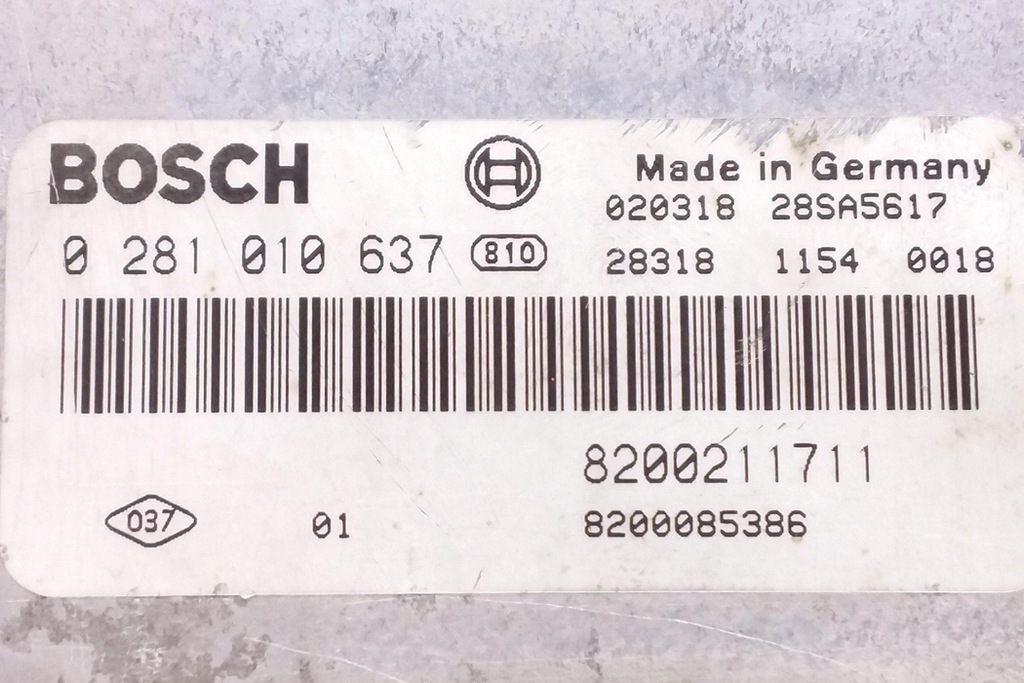 BOSCH
Made in Germany
020318 28SA5617
0 281 010 637 810
28318 1154 0018
8200211711
037 01 8200085386